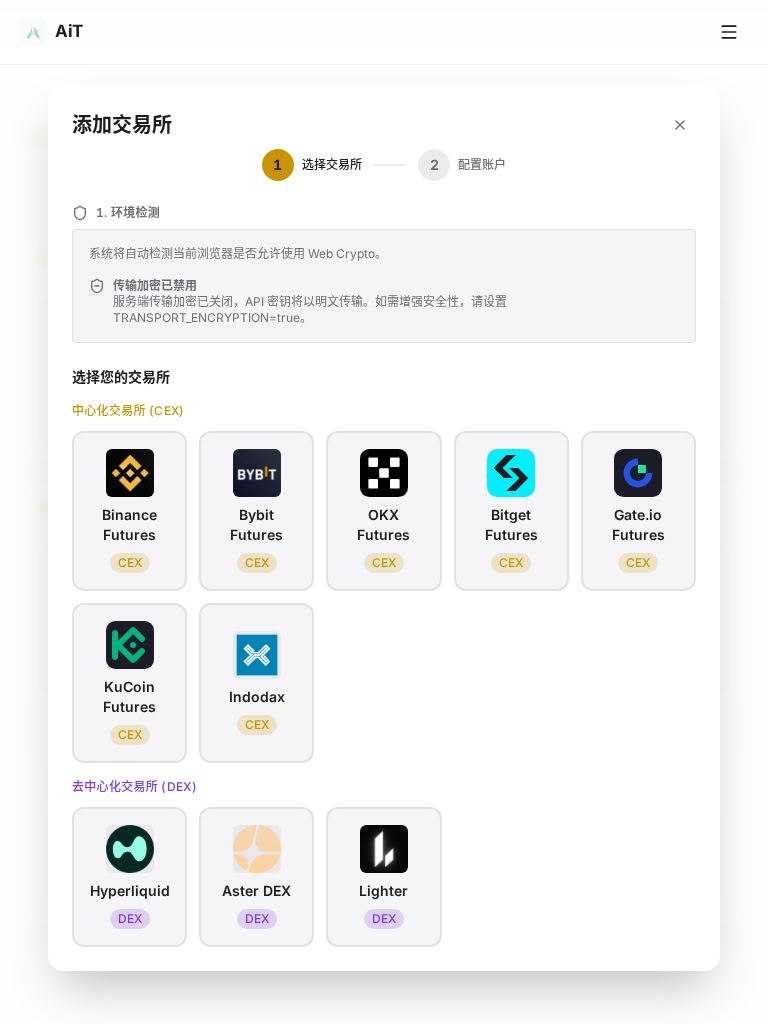 AiT
添加交易所
1 选择交易所 2 配置账户
1. 环境检测
系统将自动检测当前浏览器是否允许使用 Web Crypto。
传输加密已禁用
服务端传输加密已关闭，API 密钥将以明文传输。如需增强安全性，请设置
TRANSPORT_ENCRYPTION=true。
选择您的交易所
中心化交易所 (CEX)
BYBIT
Binance Futures
CEX
Bybit Futures
CEX
OKX Futures
CEX
Bitget Futures
CEX
Gate.io Futures
CEX
KuCoin Futures
CEX
Indodax
CEX
去中心化交易所 (DEX)
Hyperliquid
DEX
Aster DEX
DEX
Lighter
DEX